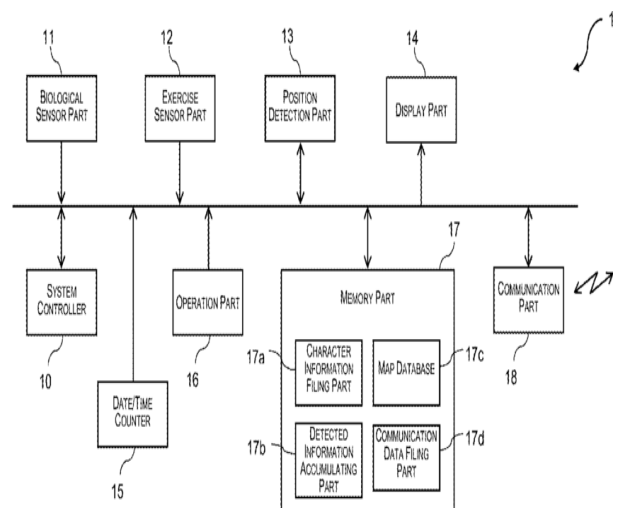 1
11
12
13
14
BIOLOGICAL
SENSOR PART
EXERCISE
SENSOR PART
POSITION
DETECTION PART
DISPLAY PART
17
SYSTEM
CONTROLLER
OPERATION PART
MEMORY PART
COMMUNICATION
PART
10
16
18
17a
CHARACTER
INFORMATION
FILING PART
MAP DATABASE
17c
DATE/TIME
COUNTER
15
17b
DETECTED
INFORMATION
ACCUMULATING
PART
COMMUNICATION
DATA FILING
PART
17d